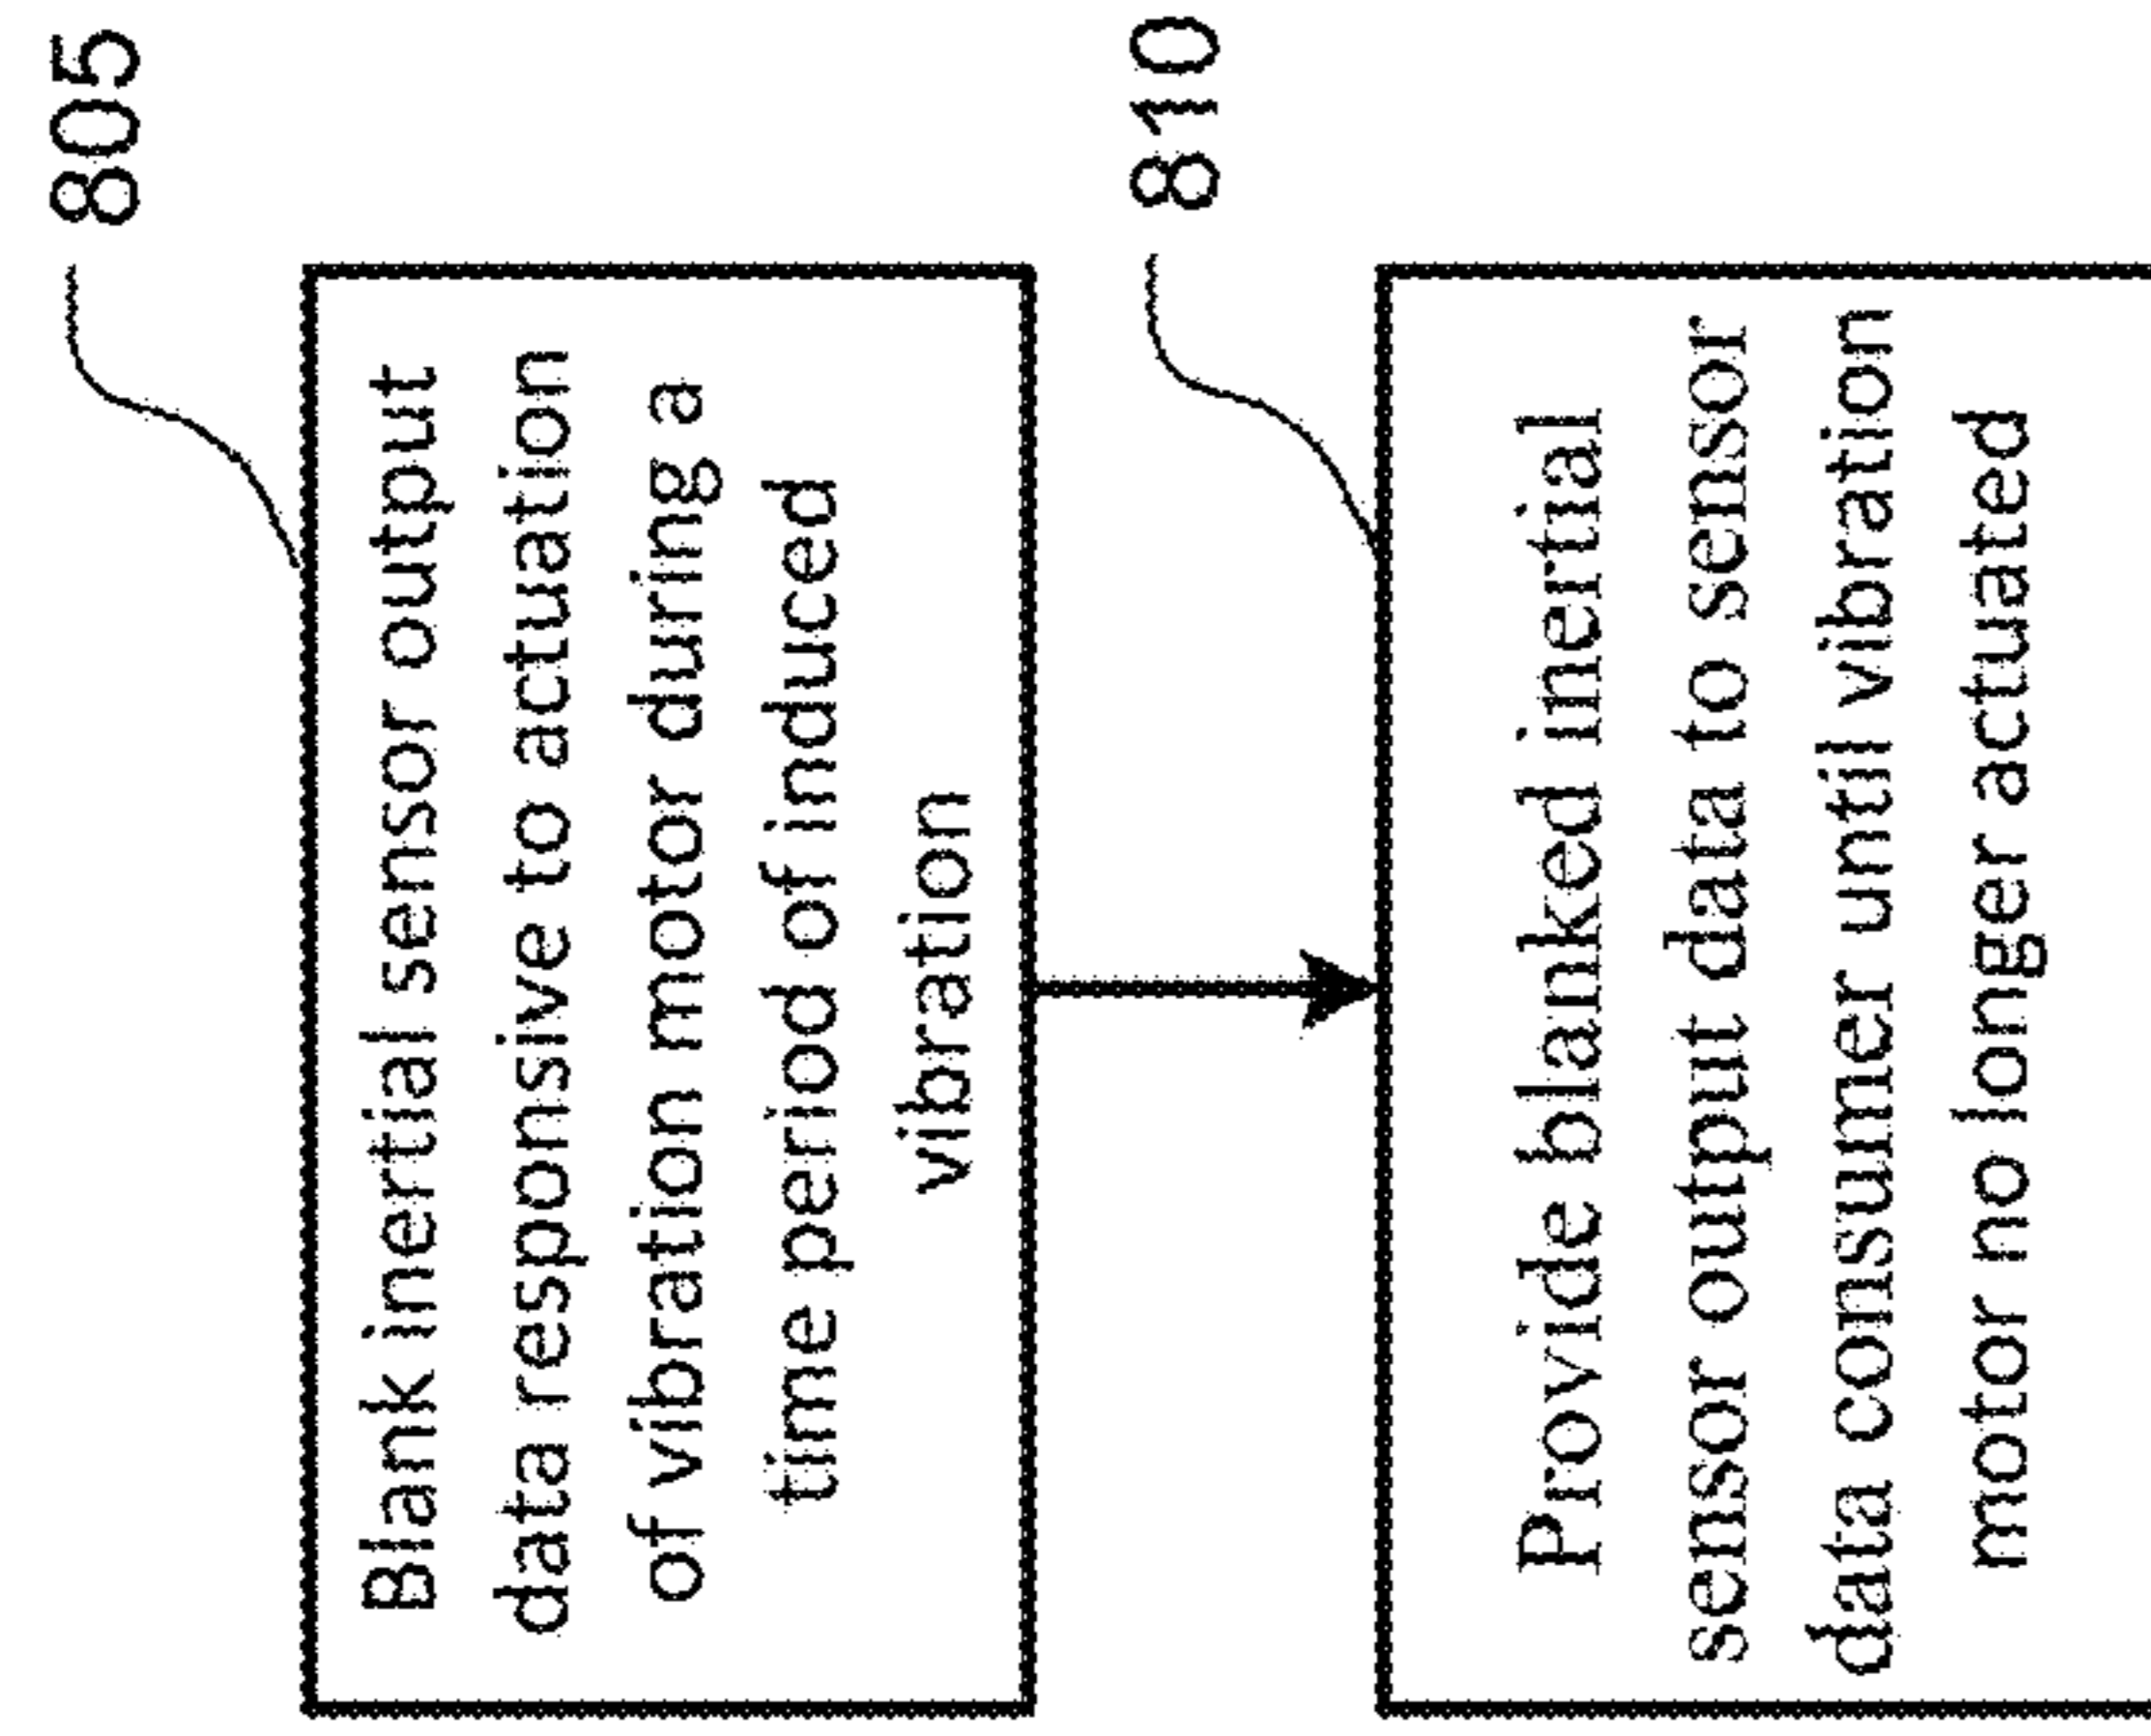 805
Blank inertial sensor output
data responsive to actuation
of vibration motor during a
time period of induced
vibration
810
Provide blanked inertial
sensor output data to sensor
data consumer until vibration
motor no longer actuated